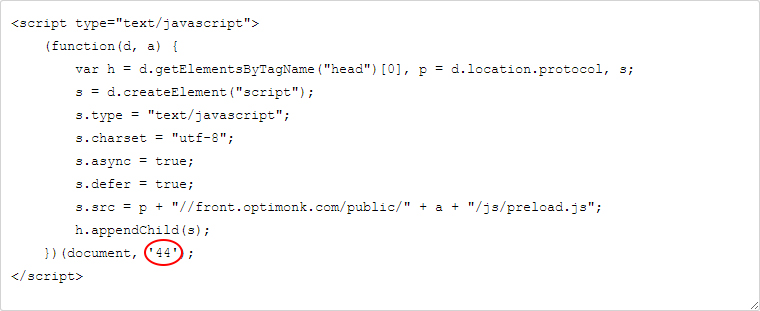 <script type="text/javascript">
    (function(d, a) {
        var h = d.getElementsByTagName("head")[0], p = d.location.protocol, s;
        s = d.createElement("script");
        s.type = "text/javascript";
        s.charset = "utf-8";
        s.async = true;
        s.defer = true;
        s.src = p + "//front.optimonk.com/public/" + a + "/js/preload.js";
        h.appendChild(s);
    })(document, '44');
</script>